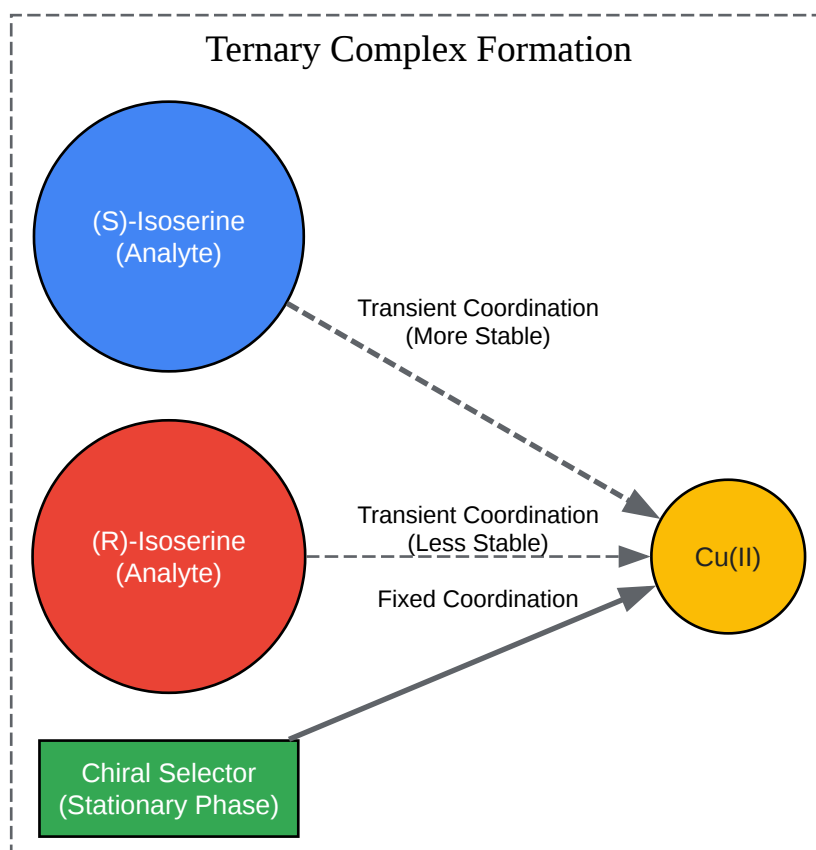 Ternary Complex Formation
(S)-Isoserine
(Analyte)
Transient Coordination
(More Stable)
(R)-Isoserine
(Analyte)
Transient Coordination
(Less Stable)
Cu(II)
Fixed Coordination
Chiral Selector
(Stationary Phase)